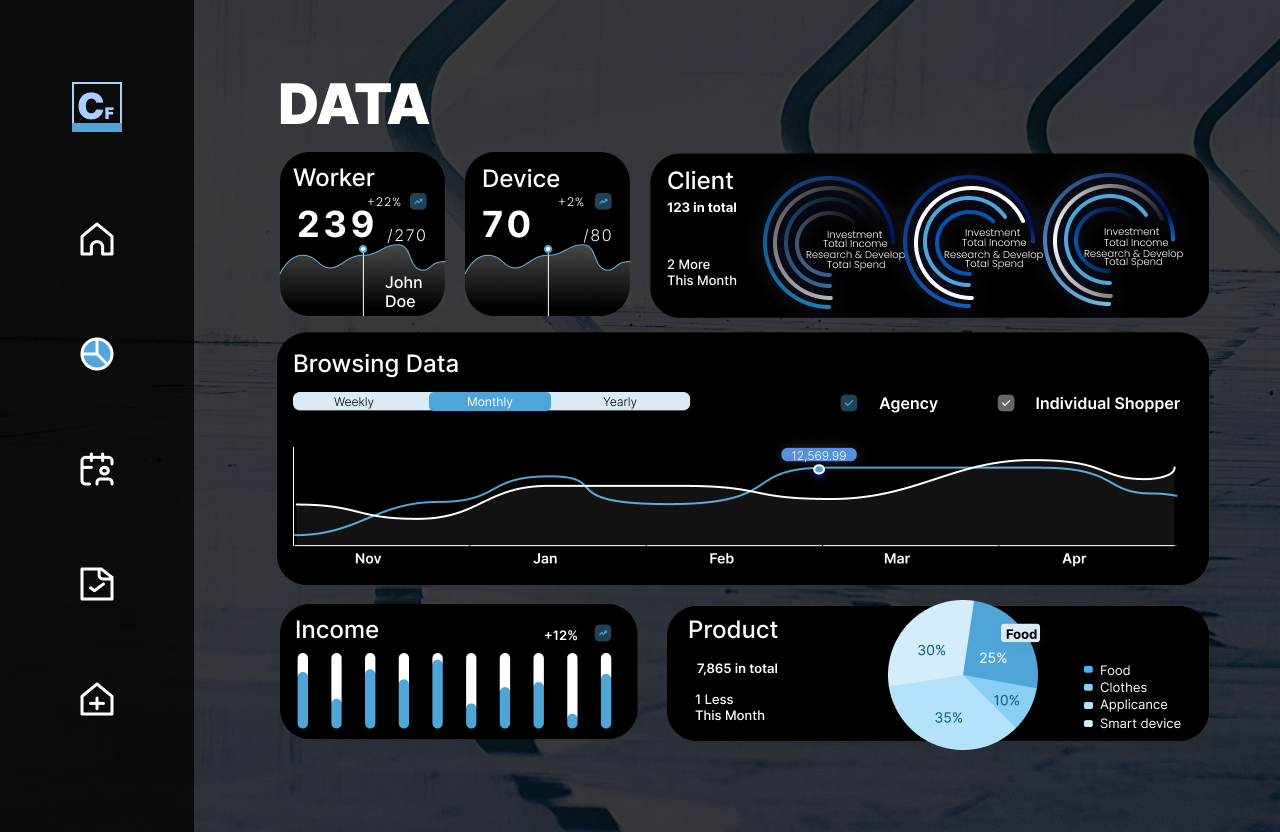 CF
DATA
Worker
+22%
239 /270
John
Doe
Device
+2%
70 /80
Client
123 in total
2 More
This Month
Investment
Total Income
Research & Develop
Total Spend
Investment
Total Income
Research & Develop
Total Spend
Investment
Total Income
Research & Develop
Total Spend
Browsing Data
Weekly Monthly Yearly
Agency Individual Shopper
12,569.99
Nov Jan Feb Mar Apr
Income
+12%
Product
7,865 in total
1 Less
This Month
Food
30%
25%
10%
35%
Food
Clothes
Applicance
Smart device